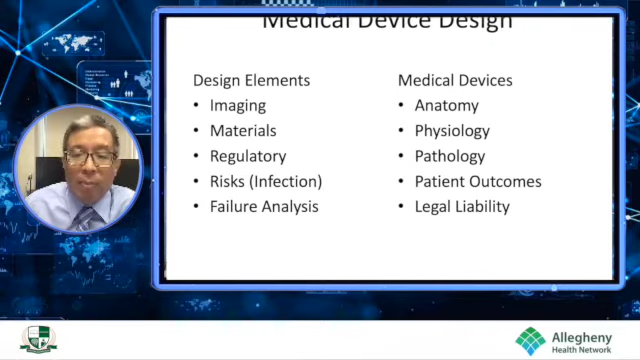 Medical Device Design
Design Elements
• Imaging
• Materials
• Regulatory
• Risks (Infection)
• Failure Analysis
Medical Devices
• Anatomy
• Physiology
• Pathology
• Patient Outcomes
• Legal Liability
Allegheny
Health Network